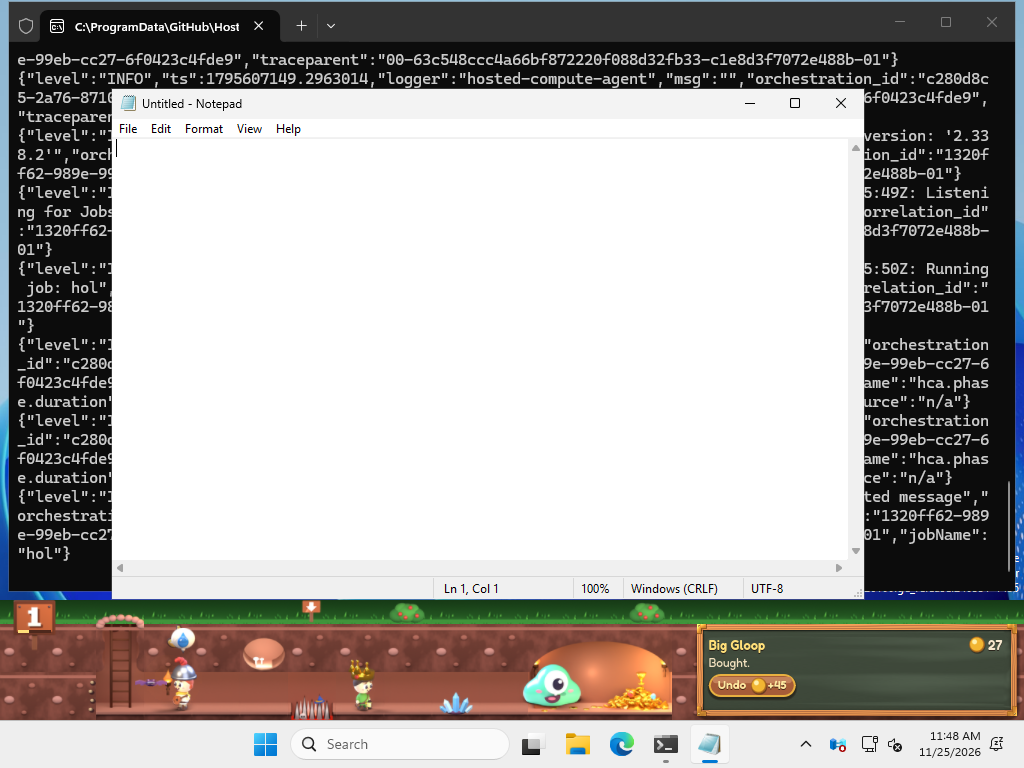 C:\ProgramData\GitHub\Host
e-99eb-cc27-6f0423c4fde9","traceparent":"00-63c548ccc4a66bf872220f088d32fb33-c1e8d3f7072e488b-01"}
{"level":"INFO","ts":1795607149.2963014,"logger":"hosted-compute-agent","msg":"","orchestration_id":"c280d8c
5-2a76-8710
6f0423c4fde9",
"traceparen
Untitled - Notepad
File Edit Format View Help
{"level":"I version: '2.33
8.2'","orch ion_id":"1320f
f62-989e-99 2e488b-01"}
{"level":"I 5:49Z: Listeni
ng for Jobs orrelation_id"
:"1320ff62- 8d3f7072e488b-
01"}
{"level":"I 5:50Z: Running
job: hol", relation_id":"
1320ff62-98 3f7072e488b-01
"}
{"level":"I "orchestration
_id":"c280d 9e-99eb-cc27-6
f0423c4fde9 ame":"hca.phas
e.duration" urce":"n/a"}
{"level":"I "orchestration
_id":"c280d 9e-99eb-cc27-6
f0423c4fde9 ame":"hca.phas
e.duration" ce":"n/a"}
{"level":"I ted message","
orchestrati :"1320ff62-989
e-99eb-cc27 01","jobName":
"hol"}
Ln 1, Col 1 100% Windows (CRLF) UTF-8
1
Big Gloop 27
Bought.
Undo +45
Search
11:48 AM
11/25/2026